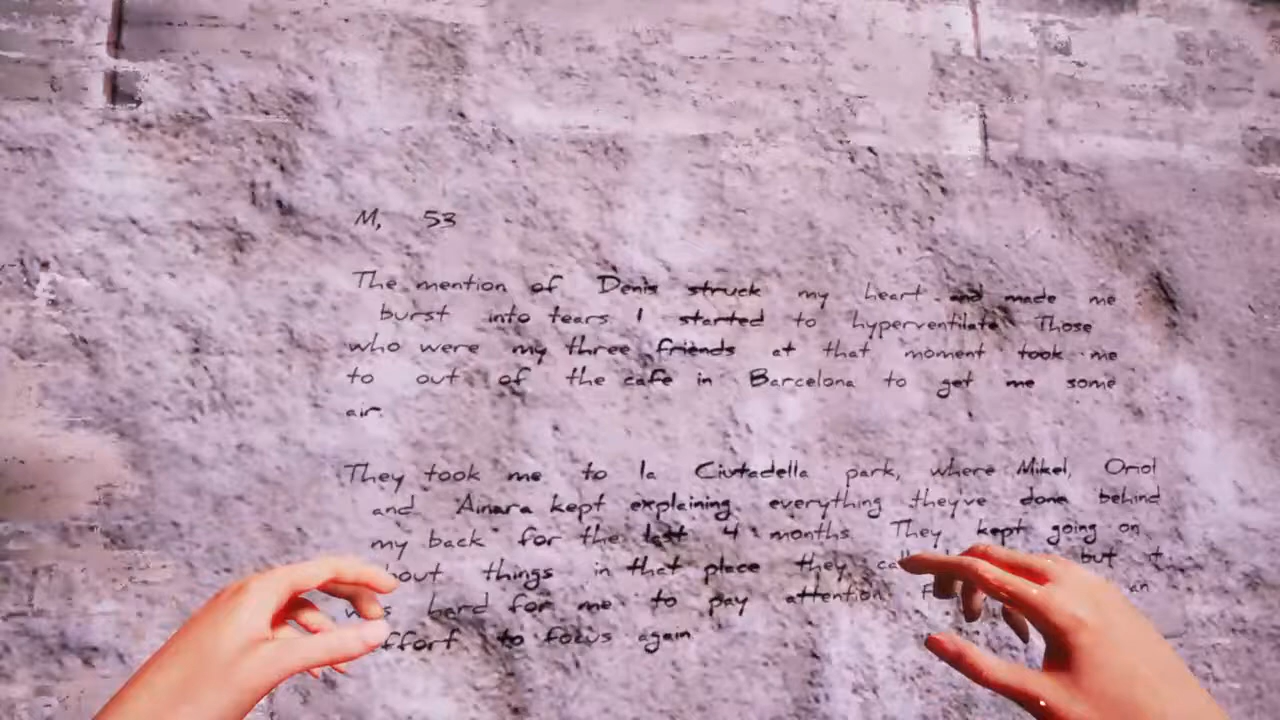 M, 53
The mention of Denis struck my heart and made me
burst into tears I started to hyperventilate Those
who were my three friends at that moment took me
to out of the cafe in Barcelona to get me some
air.
They took me to la Ciutadella park, where Mikel, Oriol
and Ainara kept explaining everything they've done behind
my back for the last 4 months They kept going on
things in that place they but
hard for me to pay attention an
to focus again